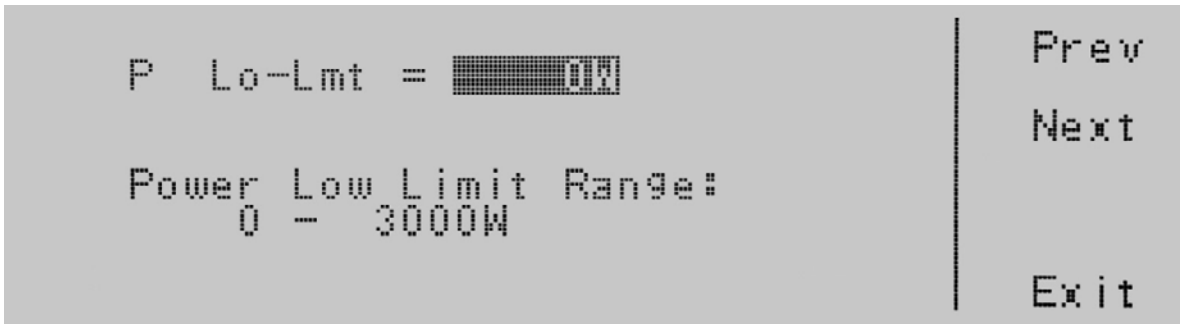 P Lo-Lmt = 0W
Power Low Limit Range:
0 - 3000W
Prev
Next
Exit